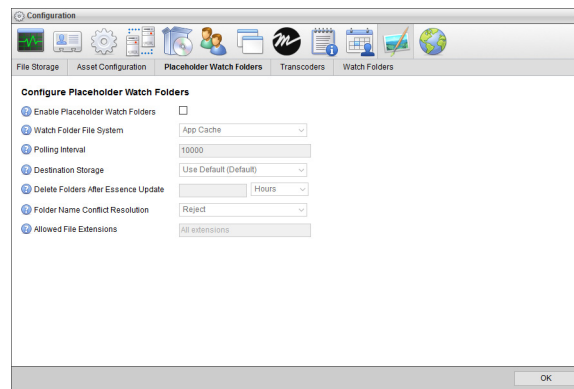 Configuration
File Storage Asset Configuration Placeholder Watch Folders Transcoders Watch Folders
Configure Placeholder Watch Folders
Enable Placeholder Watch Folders
Watch Folder File System App Cache
Polling Interval 10000
Destination Storage Use Default (Default)
Delete Folders After Essence Update Hours
Folder Name Conflict Resolution Reject
Allowed File Extensions All extensions
OK